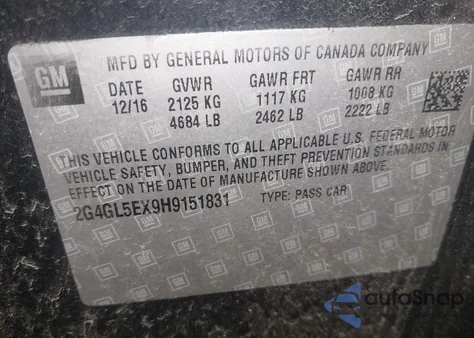 GM
MFD BY GENERAL MOTORS OF CANADA COMPANY
DATE GVWR GAWR FRT GAWR RR
12/16 2125 KG 1117 KG 1008 KG
4684 LB 2462 LB 2222 LB
THIS VEHICLE CONFORMS TO ALL APPLICABLE U.S. FEDERAL MOTOR
VEHICLE SAFETY, BUMPER, AND THEFT PREVENTION STANDARDS IN
EFFECT ON THE DATE OF MANUFACTURE SHOWN ABOVE.
2G4GL5EX9H9151831 TYPE: PASS CAR
autoSnap